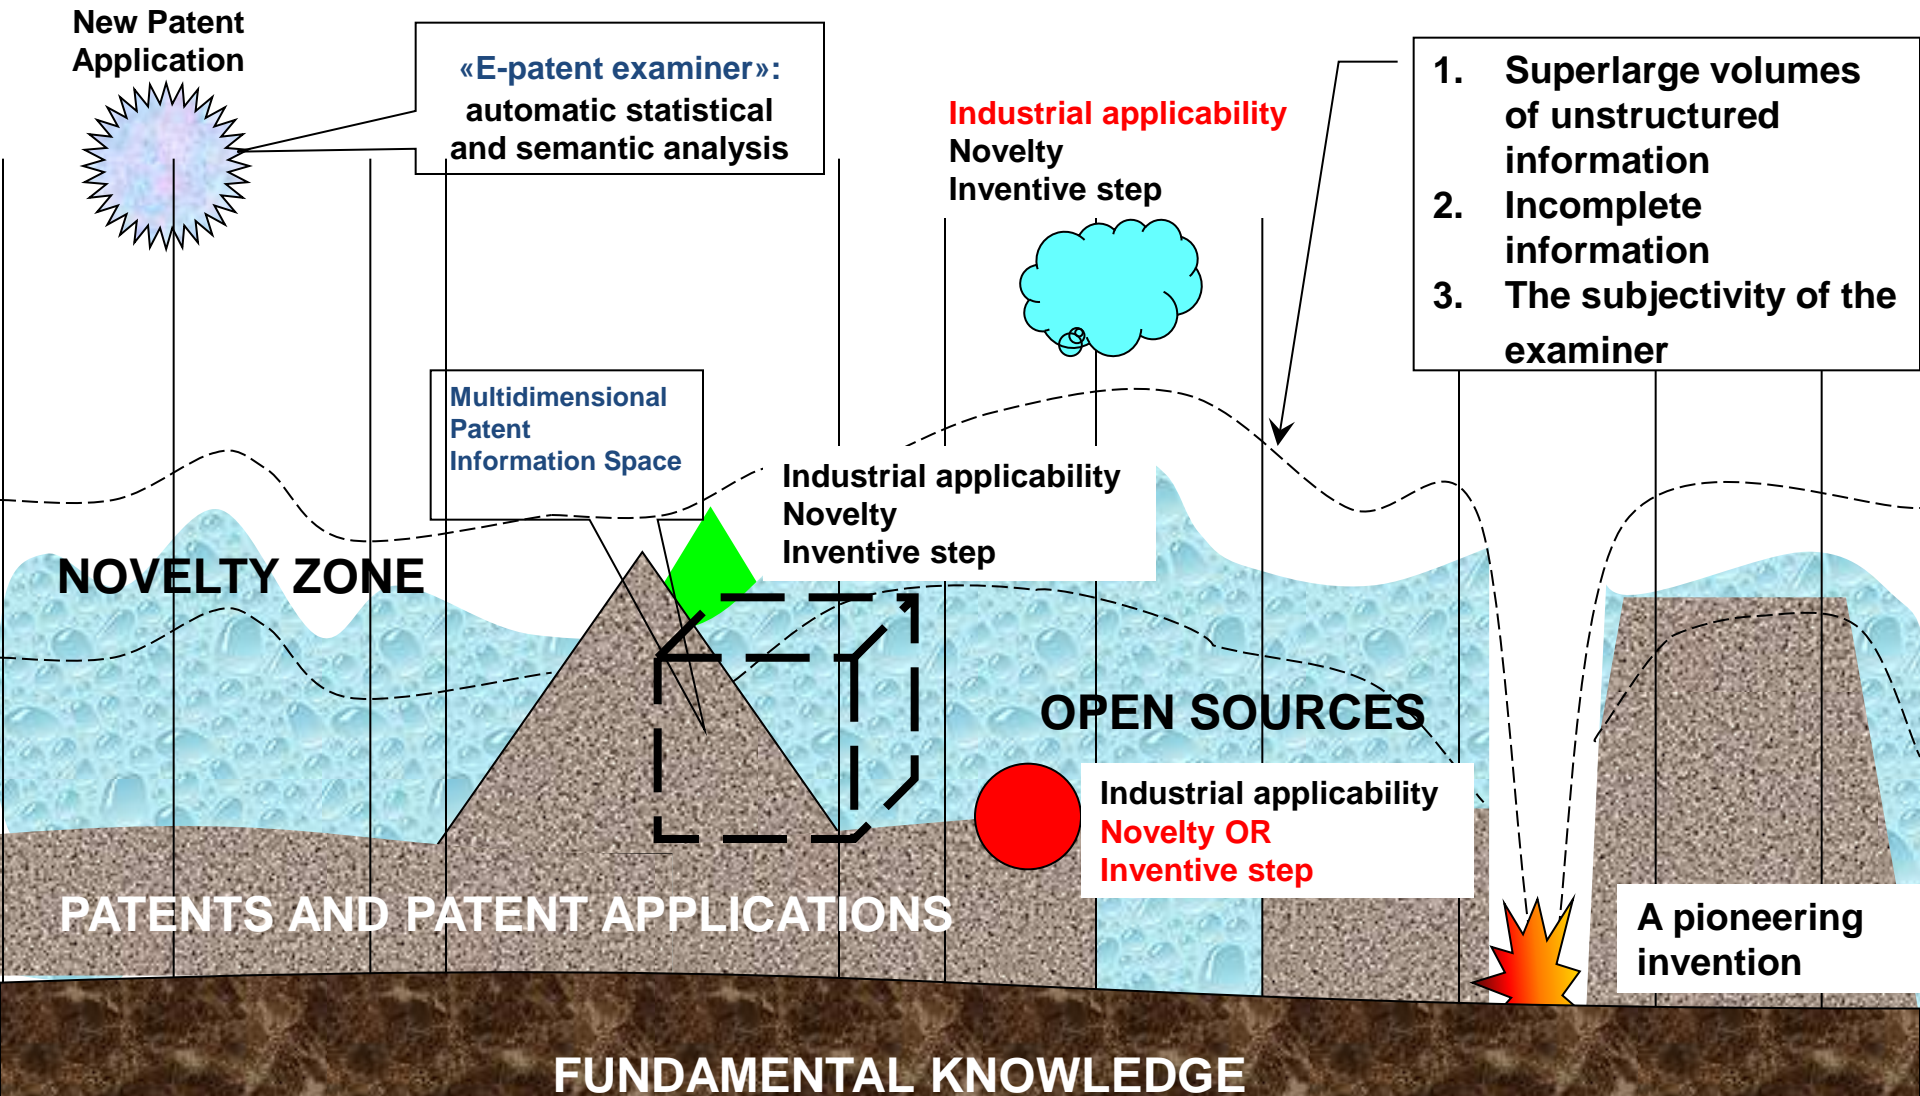 New Patent
Application
«E-patent examiner»:
automatic statistical
and semantic analysis
Industrial applicability
Novelty
Inventive step
1. Superlarge volumes
of unstructured
information
2. Incomplete
information
3. The subjectivity of the
examiner
Multidimensional
Patent
Information Space
Industrial applicability
Novelty
Inventive step
NOVELTY ZONE
OPEN SOURCES
Industrial applicability
Novelty OR
Inventive step
PATENTS AND PATENT APPLICATIONS
A pioneering
invention
FUNDAMENTAL KNOWLEDGE